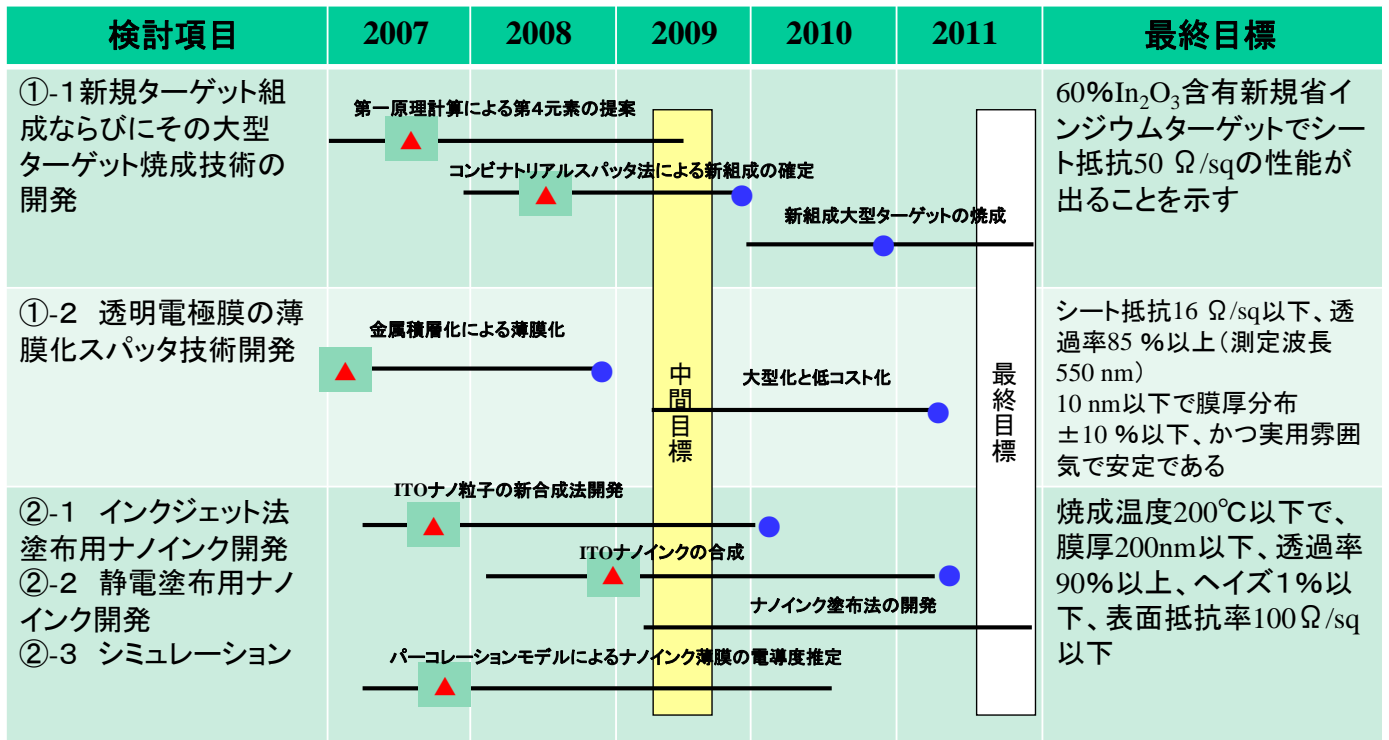 検討項目 2007 2008 2009 2010 2011 最終目標
①-1新規ターゲット組
成ならびにその大型
ターゲット焼成技術の
開発
第一原理計算による第4元素の提案
コンビナトリアルスパッタ法による新組成の確定
新組成大型ターゲットの焼成
60%In₂O₃含有新規省イ
ンジウムターゲットでシー
ト抵抗50 Ω/sqの性能が
出ることを示す
①-2 透明電極膜の薄
膜化スパッタ技術開発
金属積層化による薄膜化
大型化と低コスト化
シート抵抗16 Ω/sq以下、透
過率85 %以上(測定波長
550 nm)
10 nm以下で膜厚分布
±10 %以下、かつ実用雰囲
気で安定である
中間目標
最終目標
②-1 インクジェット法
塗布用ナノインク開発
②-2 静電塗布用ナノ
インク開発
②-3 シミュレーション
ITOナノ粒子の新合成法開発
ITOナノインクの合成
ナノインク塗布法の開発
パーコレーションモデルによるナノインク薄膜の電導度推定
焼成温度200℃以下で、
膜厚200nm以下、透過率
90%以上、ヘイズ1%以
下、表面抵抗率100Ω/sq
以下